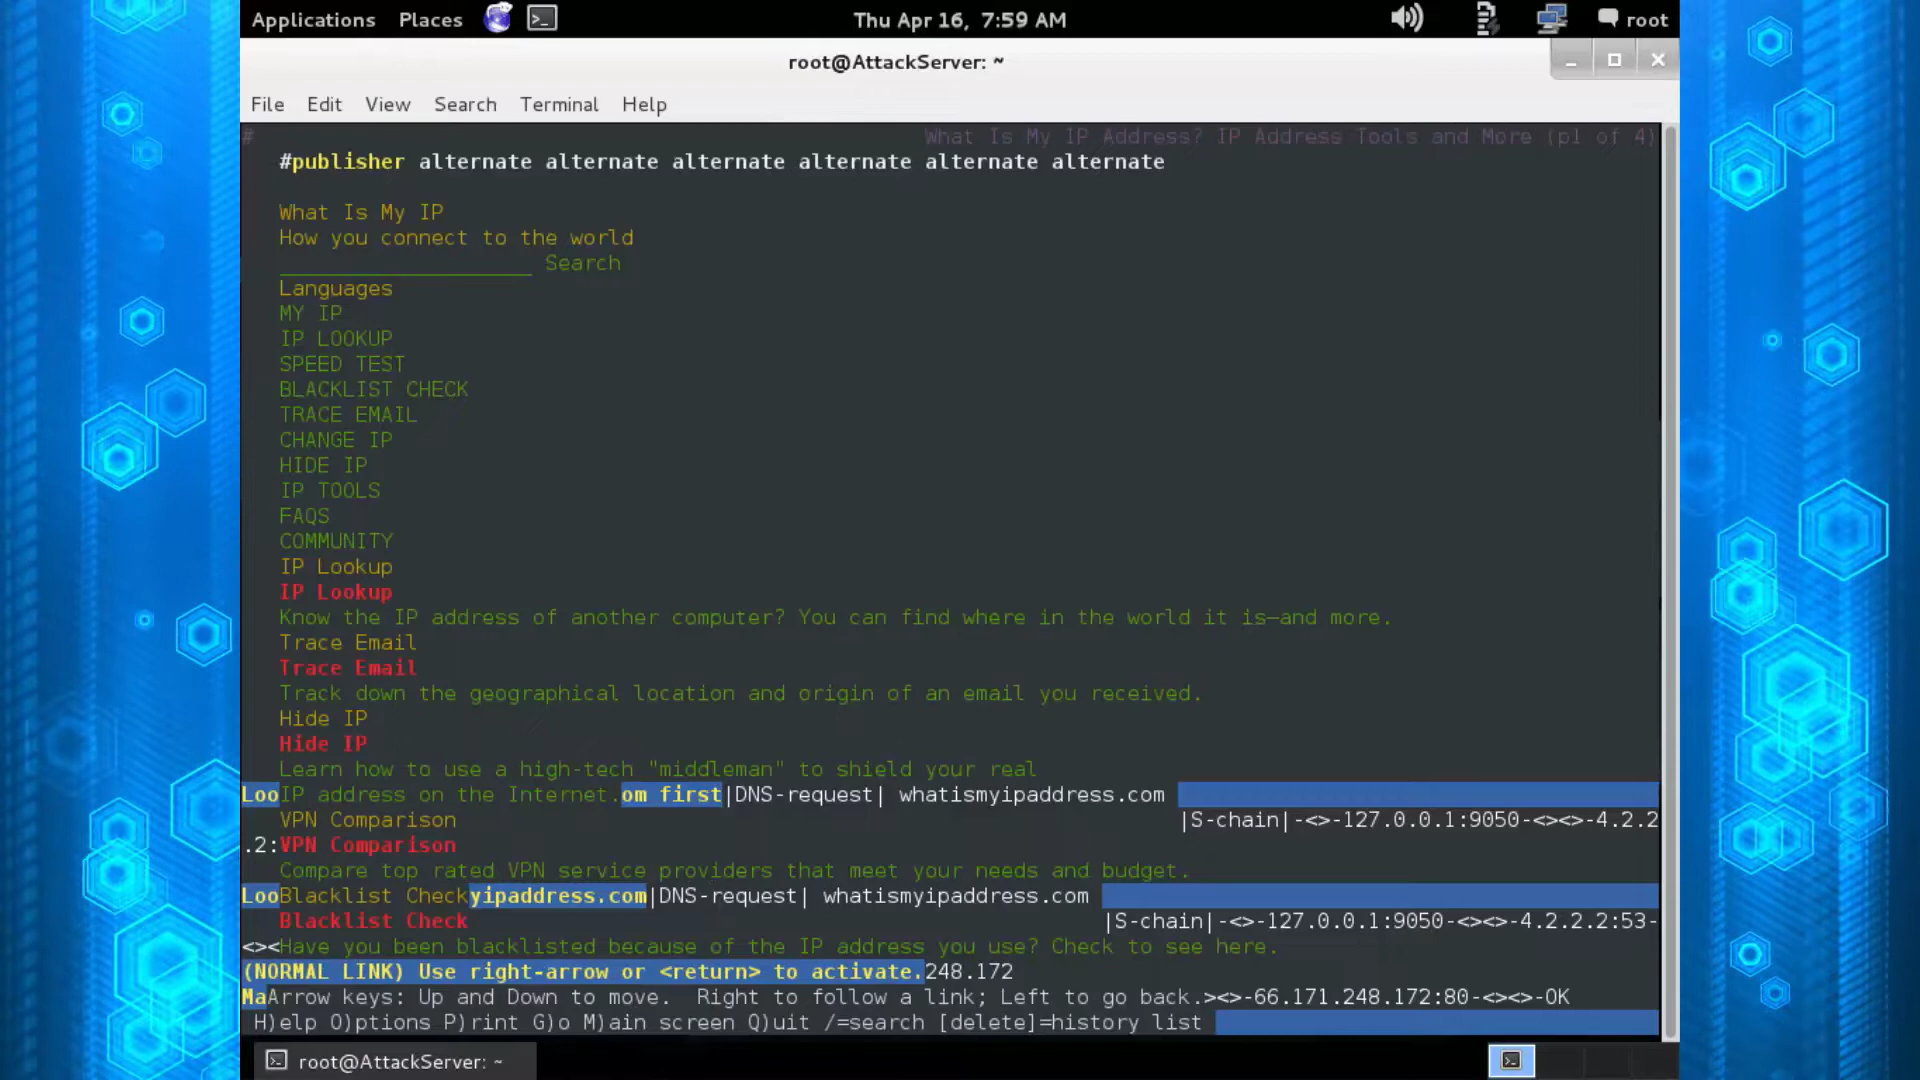 Applications Places Thu Apr 16, 7:59 AM root
root@AttackServer: ~
File Edit View Search Terminal Help
# What Is My IP Address? IP Address Tools and More (p1 of 4)
#publisher alternate alternate alternate alternate alternate alternate
What Is My IP
How you connect to the world
____________________ Search
Languages
MY IP
IP LOOKUP
SPEED TEST
BLACKLIST CHECK
TRACE EMAIL
CHANGE IP
HIDE IP
IP TOOLS
FAQS
COMMUNITY
IP Lookup
IP Lookup
Know the IP address of another computer? You can find where in the world it is—and more.
Trace Email
Trace Email
Track down the geographical location and origin of an email you received.
Hide IP
Hide IP
Learn how to use a high-tech "middleman" to shield your real
LooIP address on the Internet.om first|DNS-request| whatismyipaddress.com
VPN Comparison |S-chain|-<>-127.0.0.1:9050-<><>-4.2.2
.2:VPN Comparison
Compare top rated VPN service providers that meet your needs and budget.
LooBlacklist Checkyipaddress.com|DNS-request| whatismyipaddress.com
Blacklist Check |S-chain|-<>-127.0.0.1:9050-<><>-4.2.2.2:53-
<><Have you been blacklisted because of the IP address you use? Check to see here.
(NORMAL LINK) Use right-arrow or <return> to activate.248.172
MaArrow keys: Up and Down to move.  Right to follow a link; Left to go back.><>-66.171.248.172:80-<><>-OK
H)elp O)ptions P)rint G)o M)ain screen Q)uit /=search [delete]=history list
root@AttackServer: ~